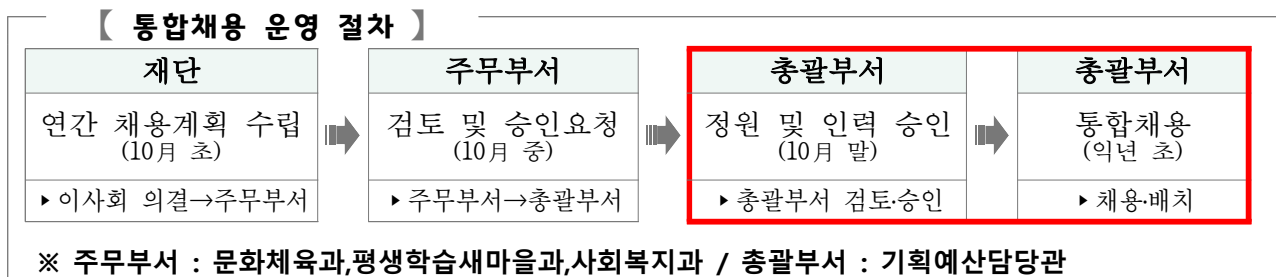 【 통합채용 운영 절차 】
재단 주무부서 총괄부서 총괄부서
연간 채용계획 수립 검토 및 승인요청 정원 및 인력 승인 통합채용
(10月 초) (10月 중) (10月 말) (익년 초)
▸이사회 의결→주무부서 ▸주무부서→총괄부서 ▸총괄부서 검토·승인 ▸채용·배치
※ 주무부서 : 문화체육과,평생학습새마을과,사회복지과 / 총괄부서 : 기획예산담당관